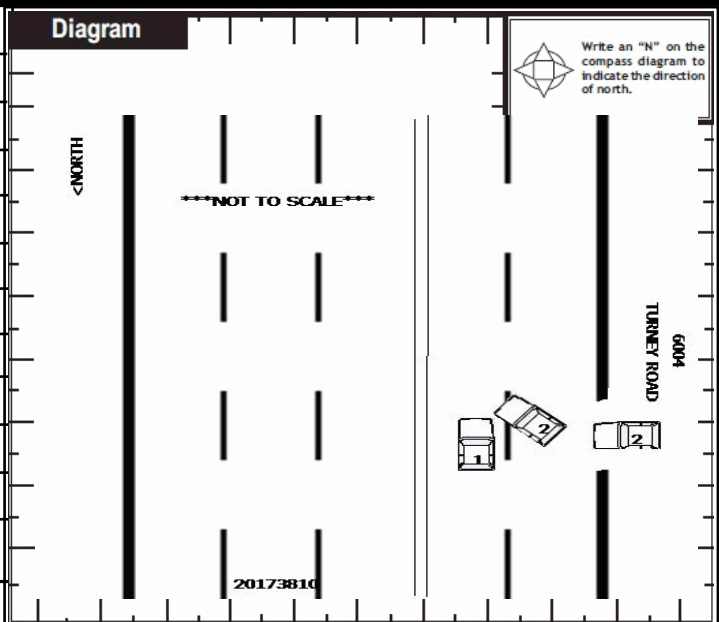 Diagram
Write an "N" on the
compass diagram to
indicate the direction
of north.
<NORTH
***NOT TO SCALE***
6004
TURNEY ROAD
2
1
2
20173810